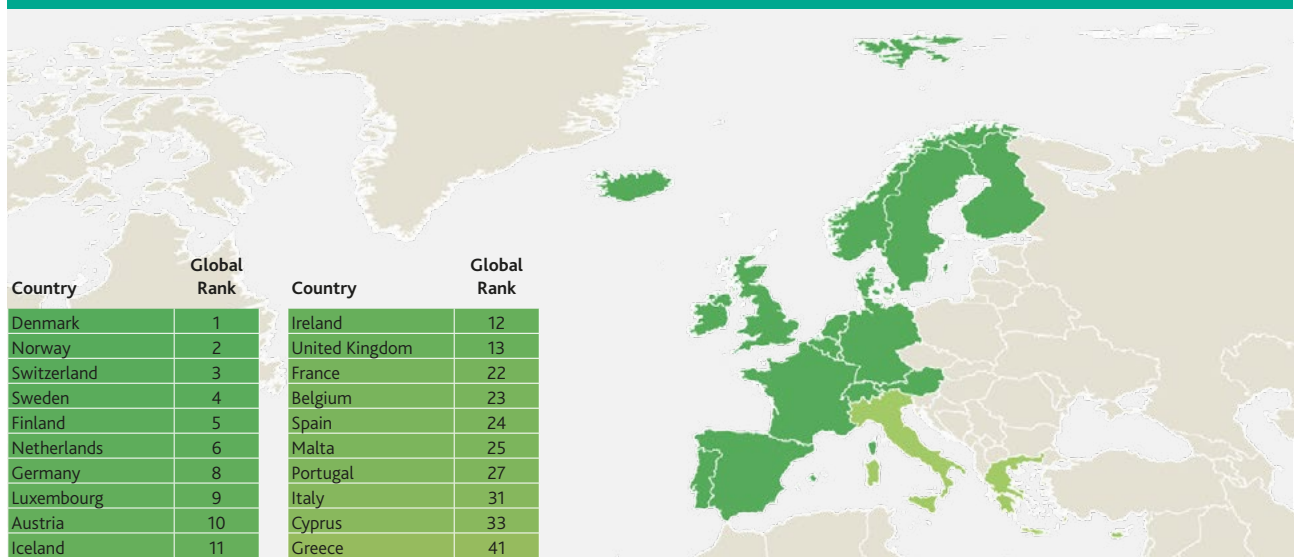 Country Global Rank
Denmark 1
Norway 2
Switzerland 3
Sweden 4
Finland 5
Netherlands 6
Germany 8
Luxembourg 9
Austria 10
Iceland 11
Country Global Rank
Ireland 12
United Kingdom 13
France 22
Belgium 23
Spain 24
Malta 25
Portugal 27
Italy 31
Cyprus 33
Greece 41